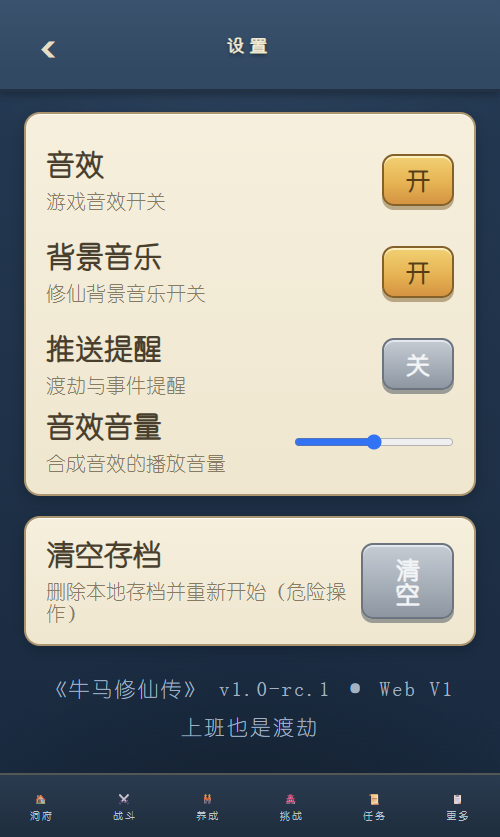 设置
音效
游戏音效开关
开
背景音乐
修仙背景音乐开关
开
推送提醒
渡劫与事件提醒
关
音效音量
合成音效的播放音量
清空存档
删除本地存档并重新开始（危险操
作）
清
空
《牛马修仙传》 v1.0-rc.1 ● Web V1
上班也是渡劫
洞府
战斗
养成
挑战
任务
更多